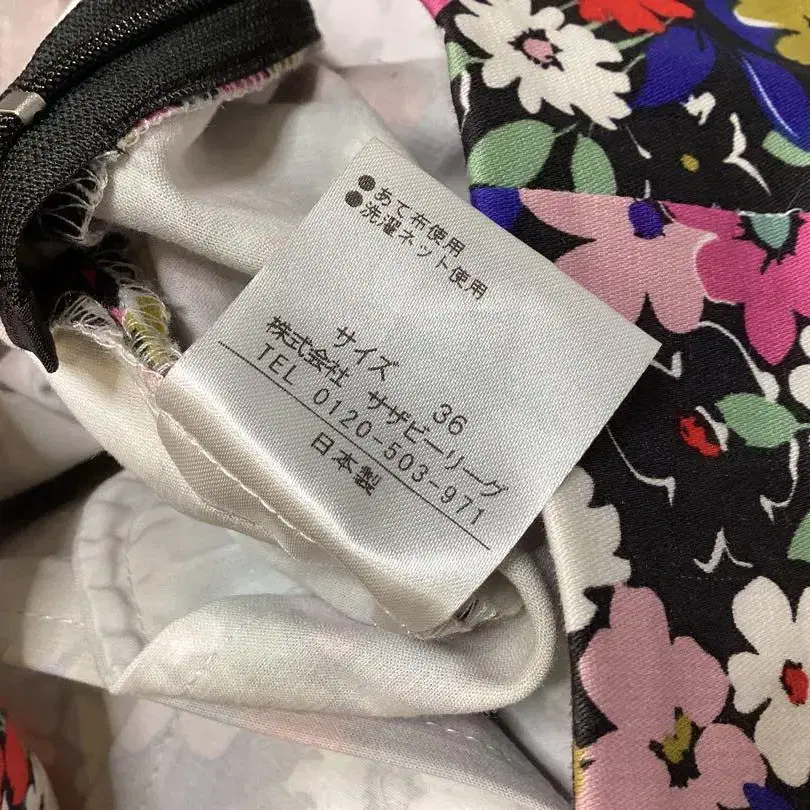 ●あて布使用
●洗濯ネット使用
サイズ 36
株式会社 サザビーリーグ
TEL 0120-503-971
日本製